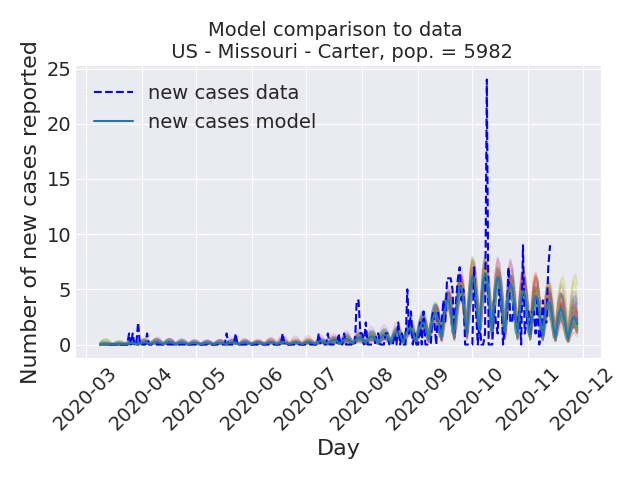 Model comparison to data
US - Missouri - Carter, pop. = 5982
Number of new cases reported
25
20
15
10
5
0
new cases data
new cases model
2020-03
2020-04
2020-05
2020-06
2020-07
2020-08
2020-09
2020-10
2020-11
2020-12
Day